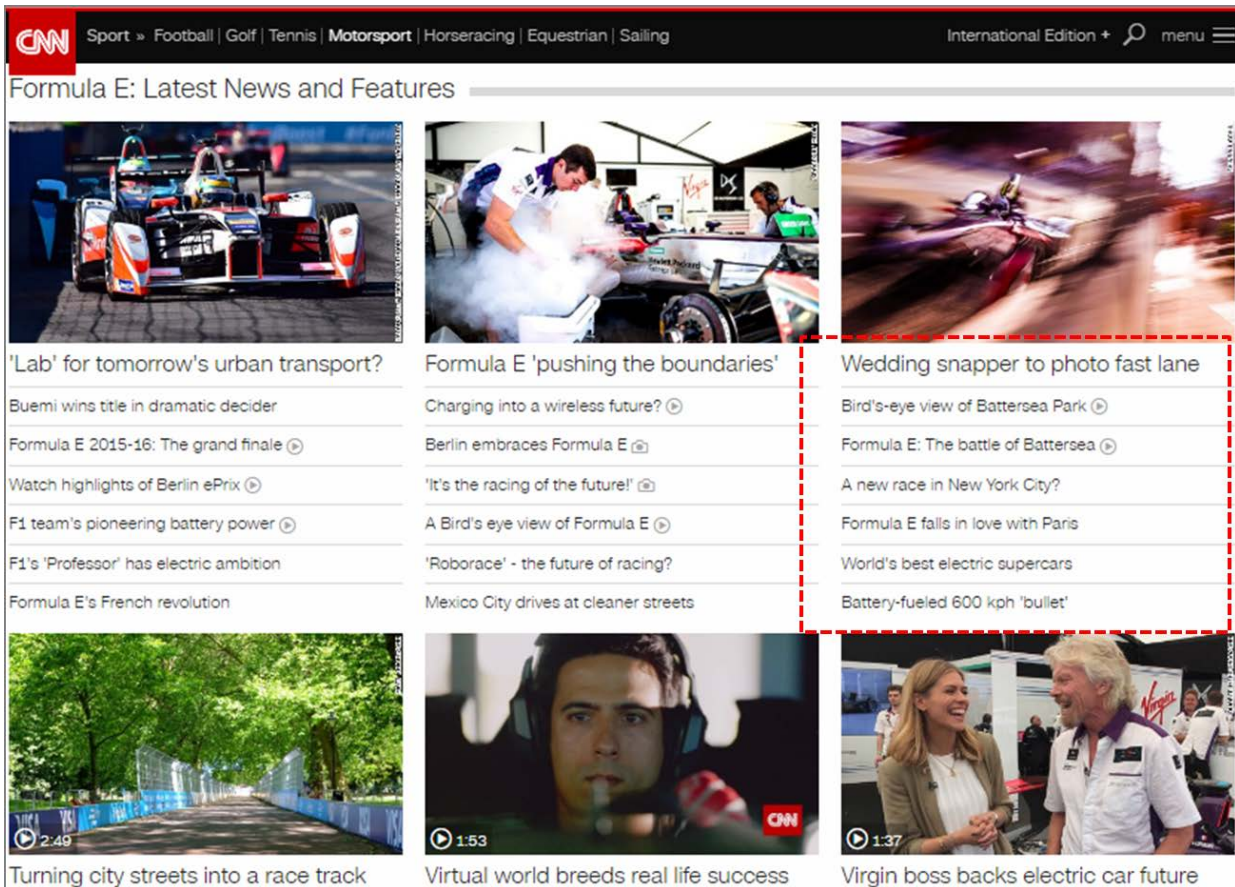 CNN
Sport » Football | Golf | Tennis | Motorsport | Horseracing | Equestrian | Sailing
International Edition + menu
Formula E: Latest News and Features
'Lab' for tomorrow's urban transport?
Buemi wins title in dramatic decider
Formula E 2015-16: The grand finale
Watch highlights of Berlin ePrix
F1 team's pioneering battery power
F1's 'Professor' has electric ambition
Formula E's French revolution
Virgin
DS
Hewlett Packard
Formula E 'pushing the boundaries'
Charging into a wireless future?
Berlin embraces Formula E
'It's the racing of the future!'
A Bird's eye view of Formula E
'Roborace' - the future of racing?
Mexico City drives at cleaner streets
Wedding snapper to photo fast lane
Bird's-eye view of Battersea Park
Formula E: The battle of Battersea
A new race in New York City?
Formula E falls in love with Paris
World's best electric supercars
Battery-fueled 600 kph 'bullet'
VISA
2:49
Turning city streets into a race track
CNN
1:53
Virtual world breeds real life success
Virgin
1:37
Virgin boss backs electric car future